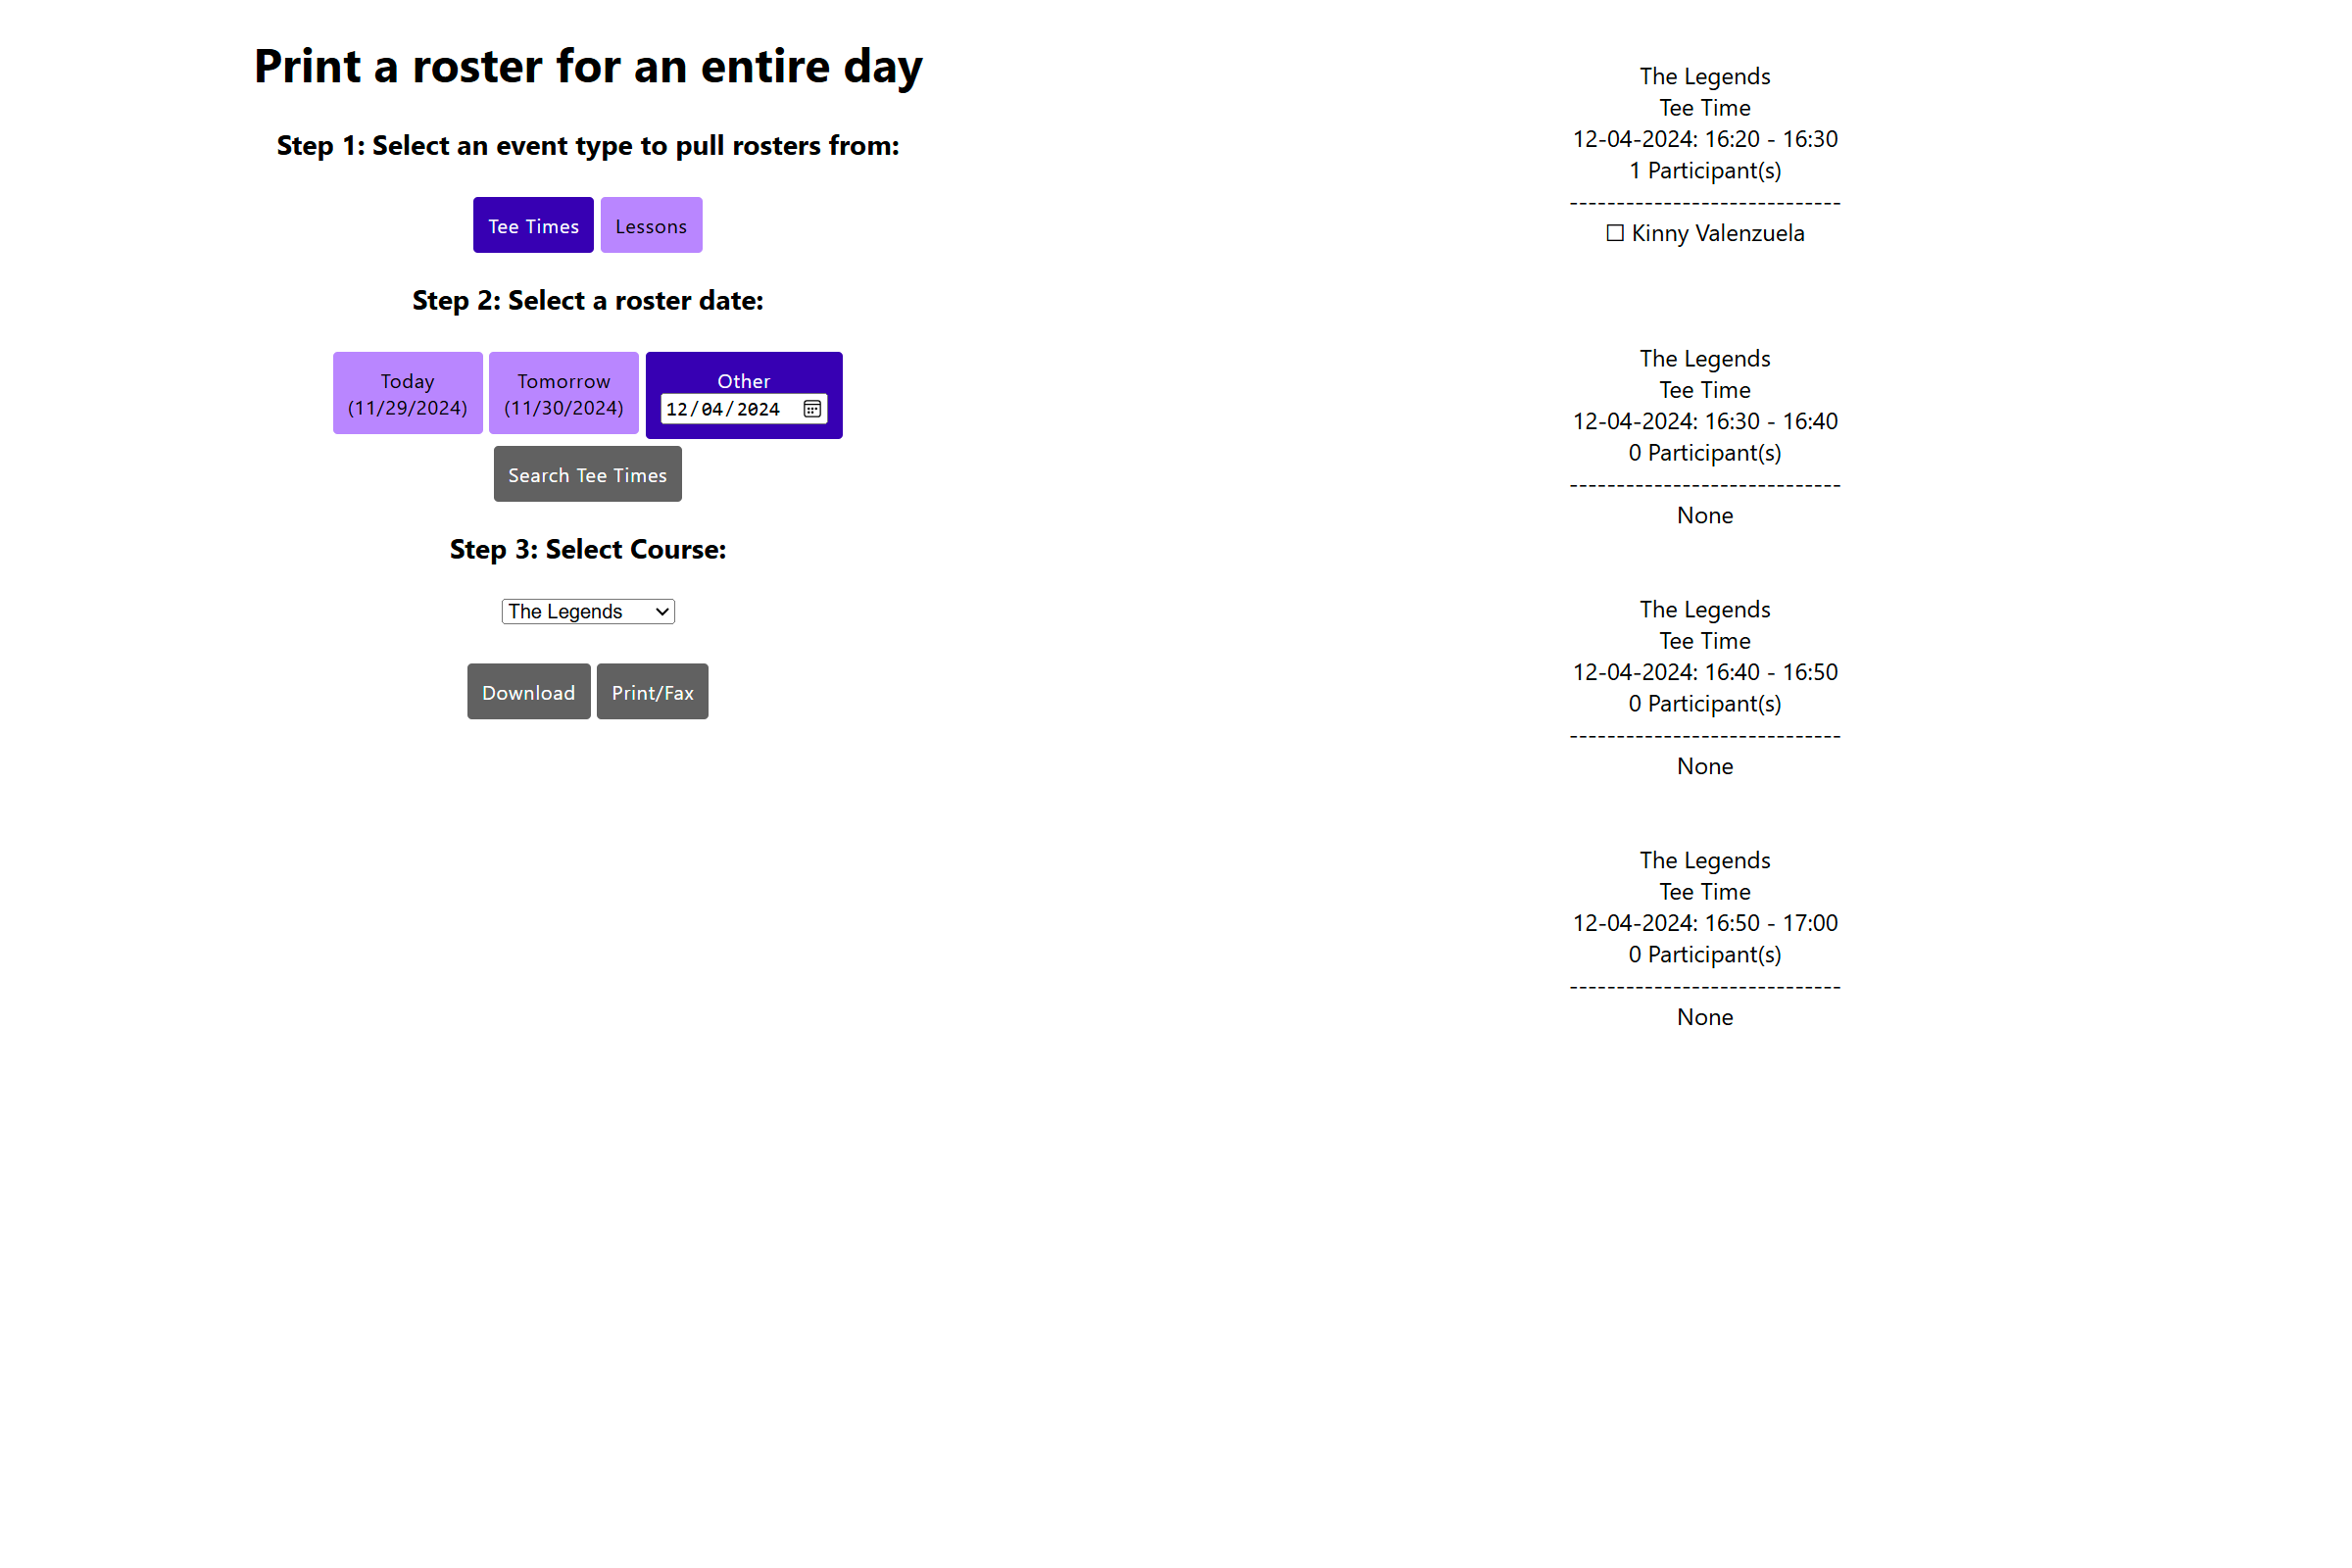 Print a roster for an entire day
Step 1: Select an event type to pull rosters from:
Tee Times
Lessons
Step 2: Select a roster date:
Today
(11/29/2024)
Tomorrow
(11/30/2024)
Other
12/04/2024
Search Tee Times
Step 3: Select Course:
The Legends
Download
Print/Fax
The Legends
Tee Time
12-04-2024: 16:20 - 16:30
1 Participant(s)
-----------------------------
☐ Kinny Valenzuela
The Legends
Tee Time
12-04-2024: 16:30 - 16:40
0 Participant(s)
-----------------------------
None
The Legends
Tee Time
12-04-2024: 16:40 - 16:50
0 Participant(s)
-----------------------------
None
The Legends
Tee Time
12-04-2024: 16:50 - 17:00
0 Participant(s)
-----------------------------
None